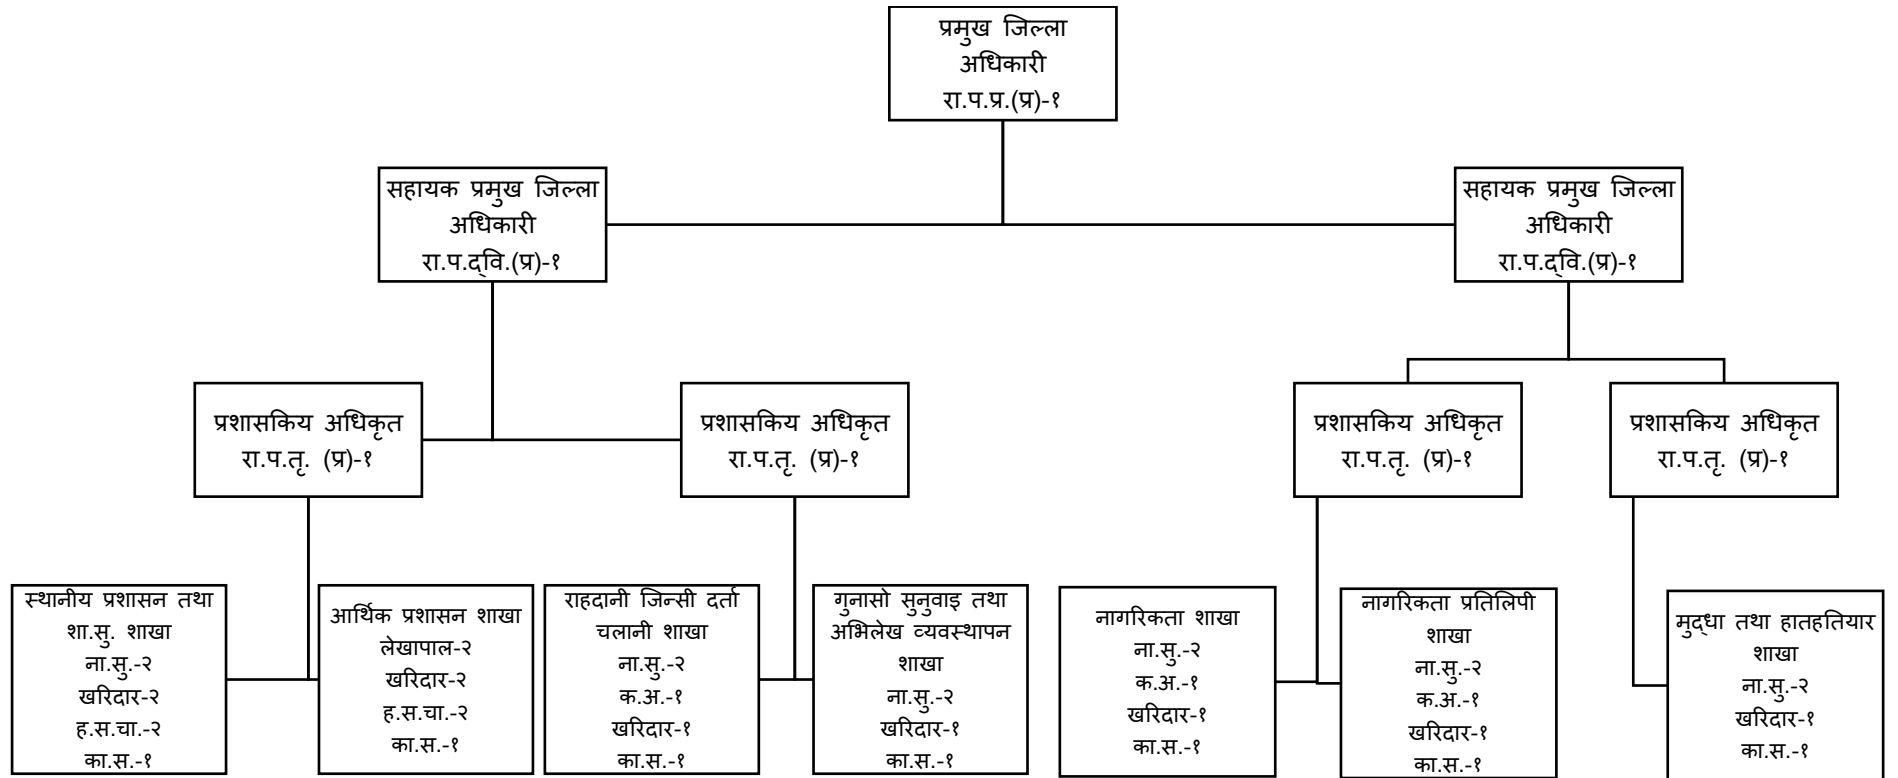 प्रमुख जिल्ला
अधिकारी
रा.प.प्र.(प्र)-१
सहायक प्रमुख जिल्ला
अधिकारी
रा.प.द्वि.(प्र)-१
सहायक प्रमुख जिल्ला
अधिकारी
रा.प.द्वि.(प्र)-१
प्रशासकिय अधिकृत
रा.प.तृ. (प्र)-१
प्रशासकिय अधिकृत
रा.प.तृ. (प्र)-१
प्रशासकिय अधिकृत
रा.प.तृ. (प्र)-१
प्रशासकिय अधिकृत
रा.प.तृ. (प्र)-१
स्थानीय प्रशासन तथा
शा.सु. शाखा
ना.सु.-२
खरिदार-२
ह.स.चा.-२
का.स.-१
आर्थिक प्रशासन शाखा
लेखापाल-२
खरिदार-२
ह.स.चा.-२
का.स.-१
राहदानी जिन्सी दर्ता
चलानी शाखा
ना.सु.-२
क.अ.-१
खरिदार-१
का.स.-१
गुनासो सुनुवाइ तथा
अभिलेख व्यवस्थापन
शाखा
ना.सु.-२
खरिदार-१
का.स.-१
नागरिकता शाखा
ना.सु.-२
क.अ.-१
खरिदार-१
का.स.-१
नागरिकता प्रतिलिपी
शाखा
ना.सु.-२
क.अ.-१
खरिदार-१
का.स.-१
मुद्धा तथा हातहतियार
शाखा
ना.सु.-२
खरिदार-१
का.स.-१